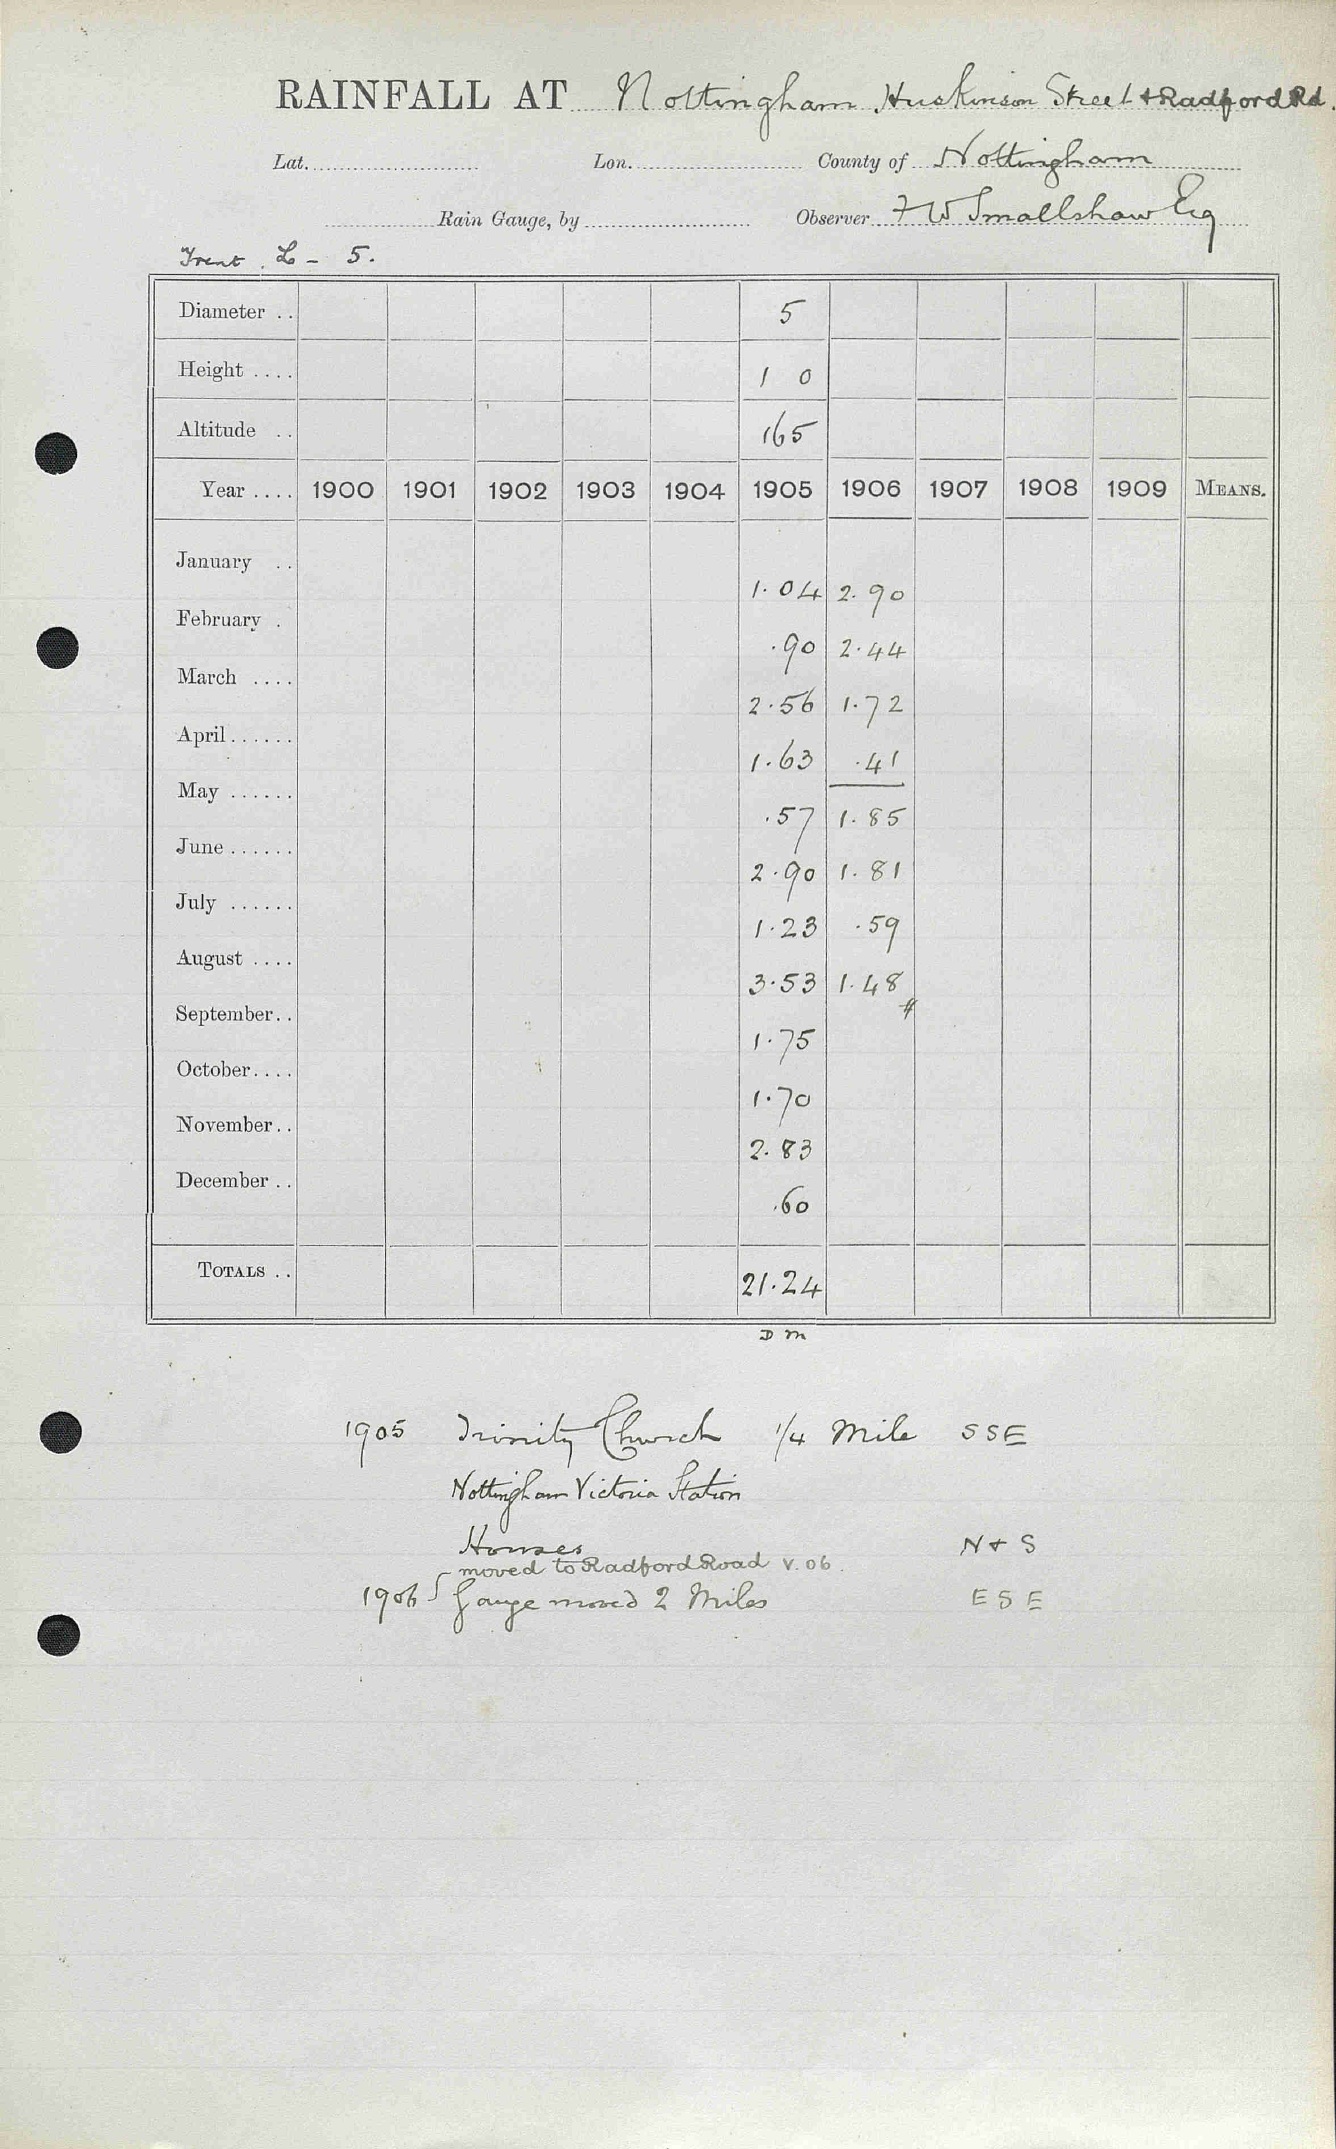 RAINFALL AT Nottingham Huskinson Street & Radford Rd.
Lat. Lon. County of Nottingham
Rain Gauge, by Observer F W Smallshaw Esq
Trent L - 5.
Diameter .. 5
Height .... 1 0
Altitude .. 165
Year .... 1900 1901 1902 1903 1904 1905 1906 1907 1908 1909 MEANS.
January .. 1.04 2.90
February . .90 2.44
March .... 2.56 1.72
April ...... 1.63 .41
May ...... .57 1.85
June ...... 2.90 1.81
July ...... 1.23 .59
August .... 3.53 1.48 #
September .. 1.75
October .... 1.70
November .. 2.83
December .. .60
TOTALS .. 21.24
D M
1905 Trinity Church 1/4 Mile SSE
Nottingham Victoria Station
Houses N & S
moved to Radford Road V.06.
1906 { Gauge moved 2 Miles ESE